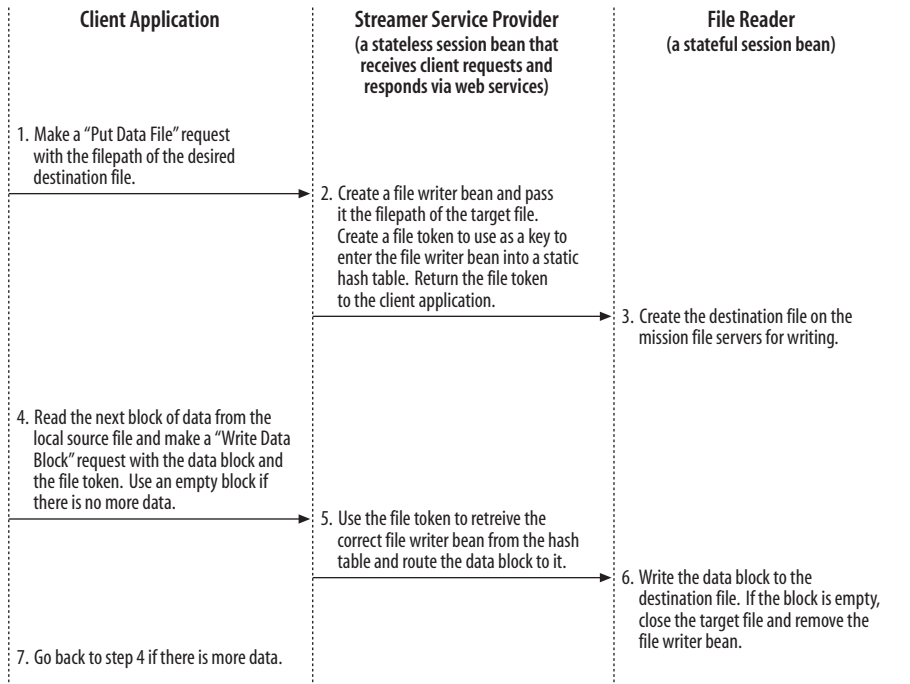 Client Application
Streamer Service Provider
(a stateless session bean that
receives client requests and
responds via web services)
File Reader
(a stateful session bean)
1. Make a “Put Data File” request
with the filepath of the desired
destination file.
2. Create a file writer bean and pass
it the filepath of the target file.
Create a file token to use as a key to
enter the file writer bean into a static
hash table. Return the file token
to the client application.
3. Create the destination file on the
mission file servers for writing.
4. Read the next block of data from the
local source file and make a “Write Data
Block” request with the data block and
the file token. Use an empty block if
there is no more data.
5. Use the file token to retreive the
correct file writer bean from the hash
table and route the data block to it.
6. Write the data block to the
destination file. If the block is empty,
close the target file and remove the
file writer bean.
7. Go back to step 4 if there is more data.